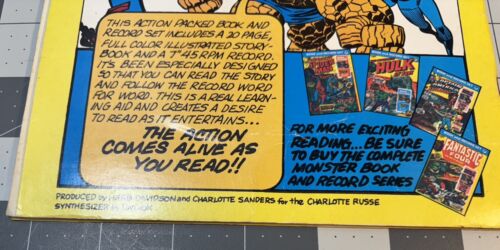 THIS ACTION PACKED BOOK AND
RECORD SET INCLUDES A 20 PAGE,
FULL COLOR ILLUSTRATED STORY-
BOOK AND A 45 RPM RECORD.
IT'S BEEN ESPECIALLY DESIGNED
SO THAT YOU CAN READ THE STORY
AND FOLLOW THE RECORD WORD
FOR WORD. THIS IS A REAL LEARN-
ING AID AND CREATES A DESIRE
TO READ AS IT ENTERTAINS...
THE ACTION
COMES ALIVE AS
YOU READ!!
HULK
FANTASTIC
FOUR
FOR MORE EXCITING
READING... BE SURE
TO BUY THE COMPLETE
MONSTER BOOK
AND RECORD SERIES
PRODUCED by HERB DAVIDSON and CHARLOTTE SANDERS for the CHARLOTTE RUSSE
SYNTHESIZER